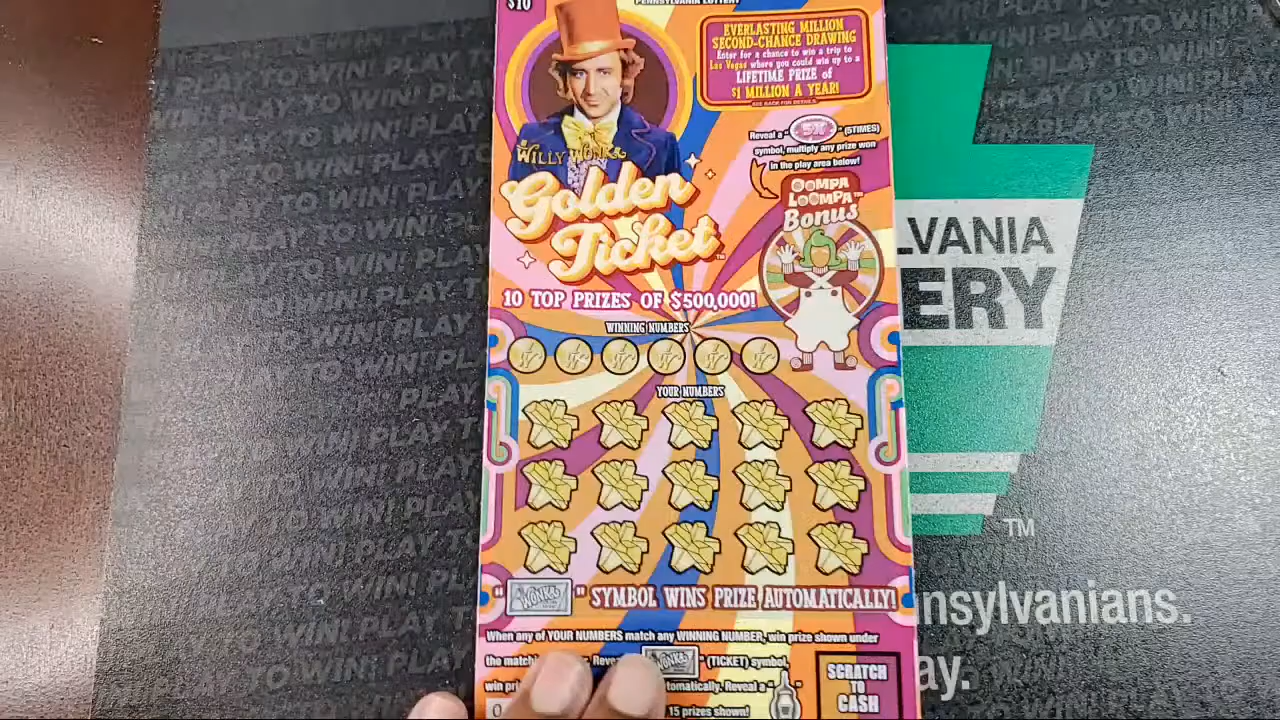 $10
PENNSYLVANIA LOTTERY
EVERLASTING MILLION
SECOND-CHANCE DRAWING
Enter for a chance to win a trip to
Las Vegas where you could win up to a
LIFETIME PRIZE of
$1 MILLION A YEAR!
SEE BACK FOR DETAILS.
Reveal a "5X" (5TIMES)
symbol, multiply any prize won
in the play area below!
WILLY WONKA
Golden
Ticket™
OOMPA
LOOMPA™
Bonus
10 TOP PRIZES OF $500,000!
WINNING NUMBERS
YOUR NUMBERS
"WONKA" SYMBOL WINS PRIZE AUTOMATICALLY!
When any of YOUR NUMBERS match any WINNING NUMBER, win prize shown under
the match Reve WONKA (TICKET) symbol,
win pri tomatically. Reveal a "
15 prizes shown!
SCRATCH
TO
CASH
LVANIA
ERY
TM
nsylvanians.
ay.
PLAY TO WIN! PLAY TO WIN!